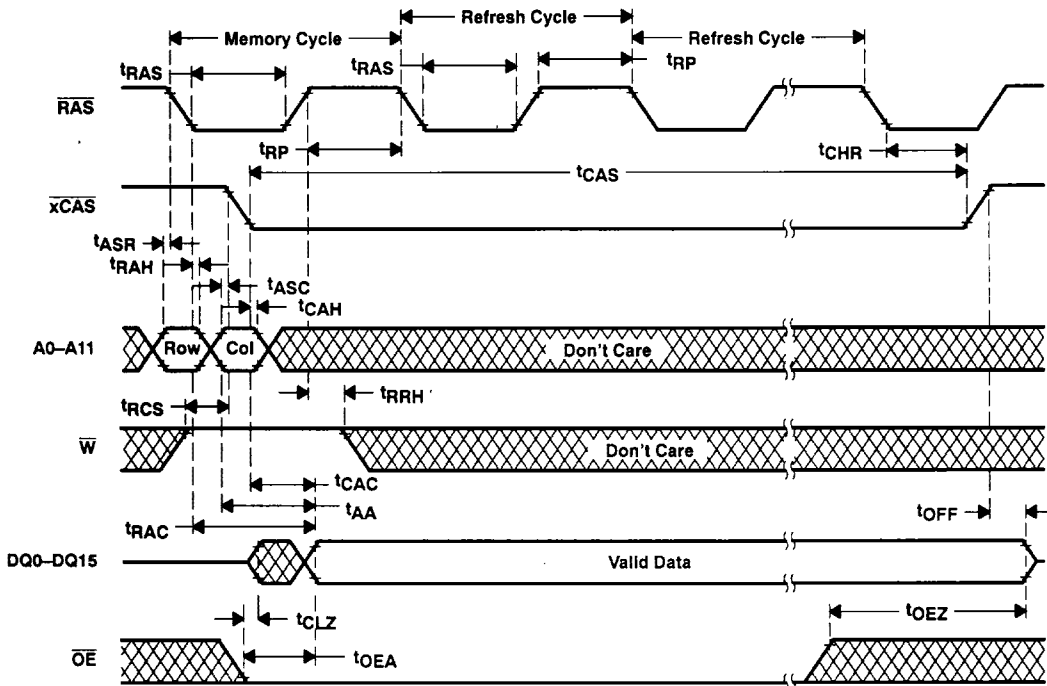 Refresh Cycle
Memory Cycle
Refresh Cycle
tRAS
tRAS
tRP
RAS
tRP
tCHR
tCAS
xCAS
tASR
tRAH
tASC
tCAH
A0–A11
Row
Col
Don't Care
tRRH
tRCS
W
Don't Care
tCAC
tAA
tOFF
tRAC
DQ0–DQ15
Valid Data
tCLZ
tOEZ
tOEA
OE